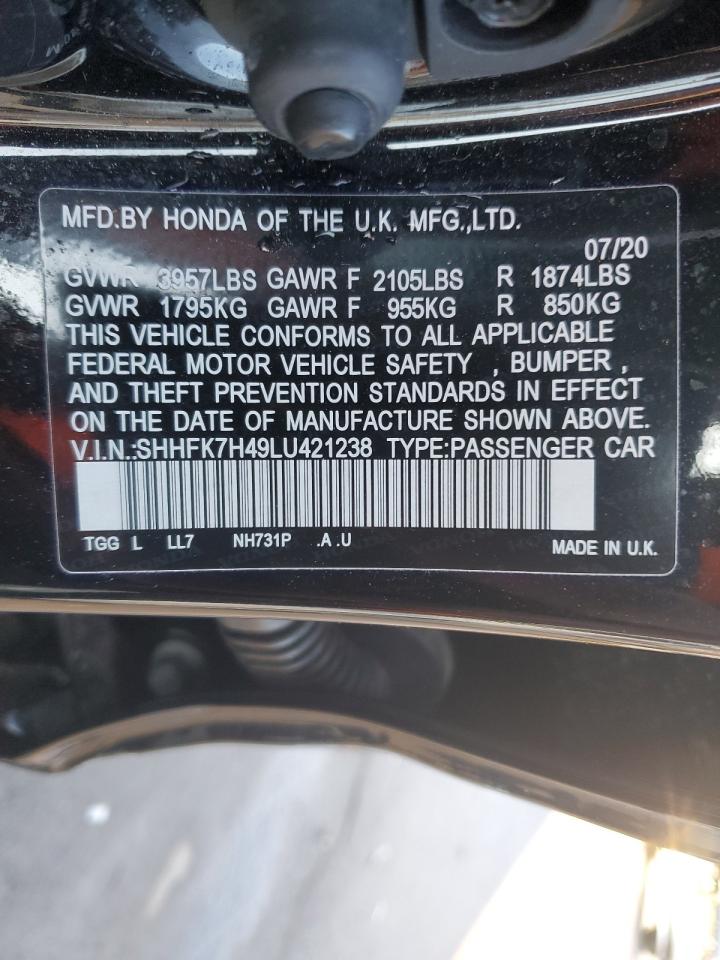 MFD.BY HONDA OF THE U.K. MFG.,LTD.
07/20
GVWR 3957LBS GAWR F 2105LBS R 1874LBS
GVWR 1795KG GAWR F 955KG R 850KG
THIS VEHICLE CONFORMS TO ALL APPLICABLE
FEDERAL MOTOR VEHICLE SAFETY , BUMPER ,
AND THEFT PREVENTION STANDARDS IN EFFECT
ON THE DATE OF MANUFACTURE SHOWN ABOVE.
V.I.N.:SHHFK7H49LU421238 TYPE:PASSENGER CAR
TGG L LL7 NH731P .A .U MADE IN U.K.